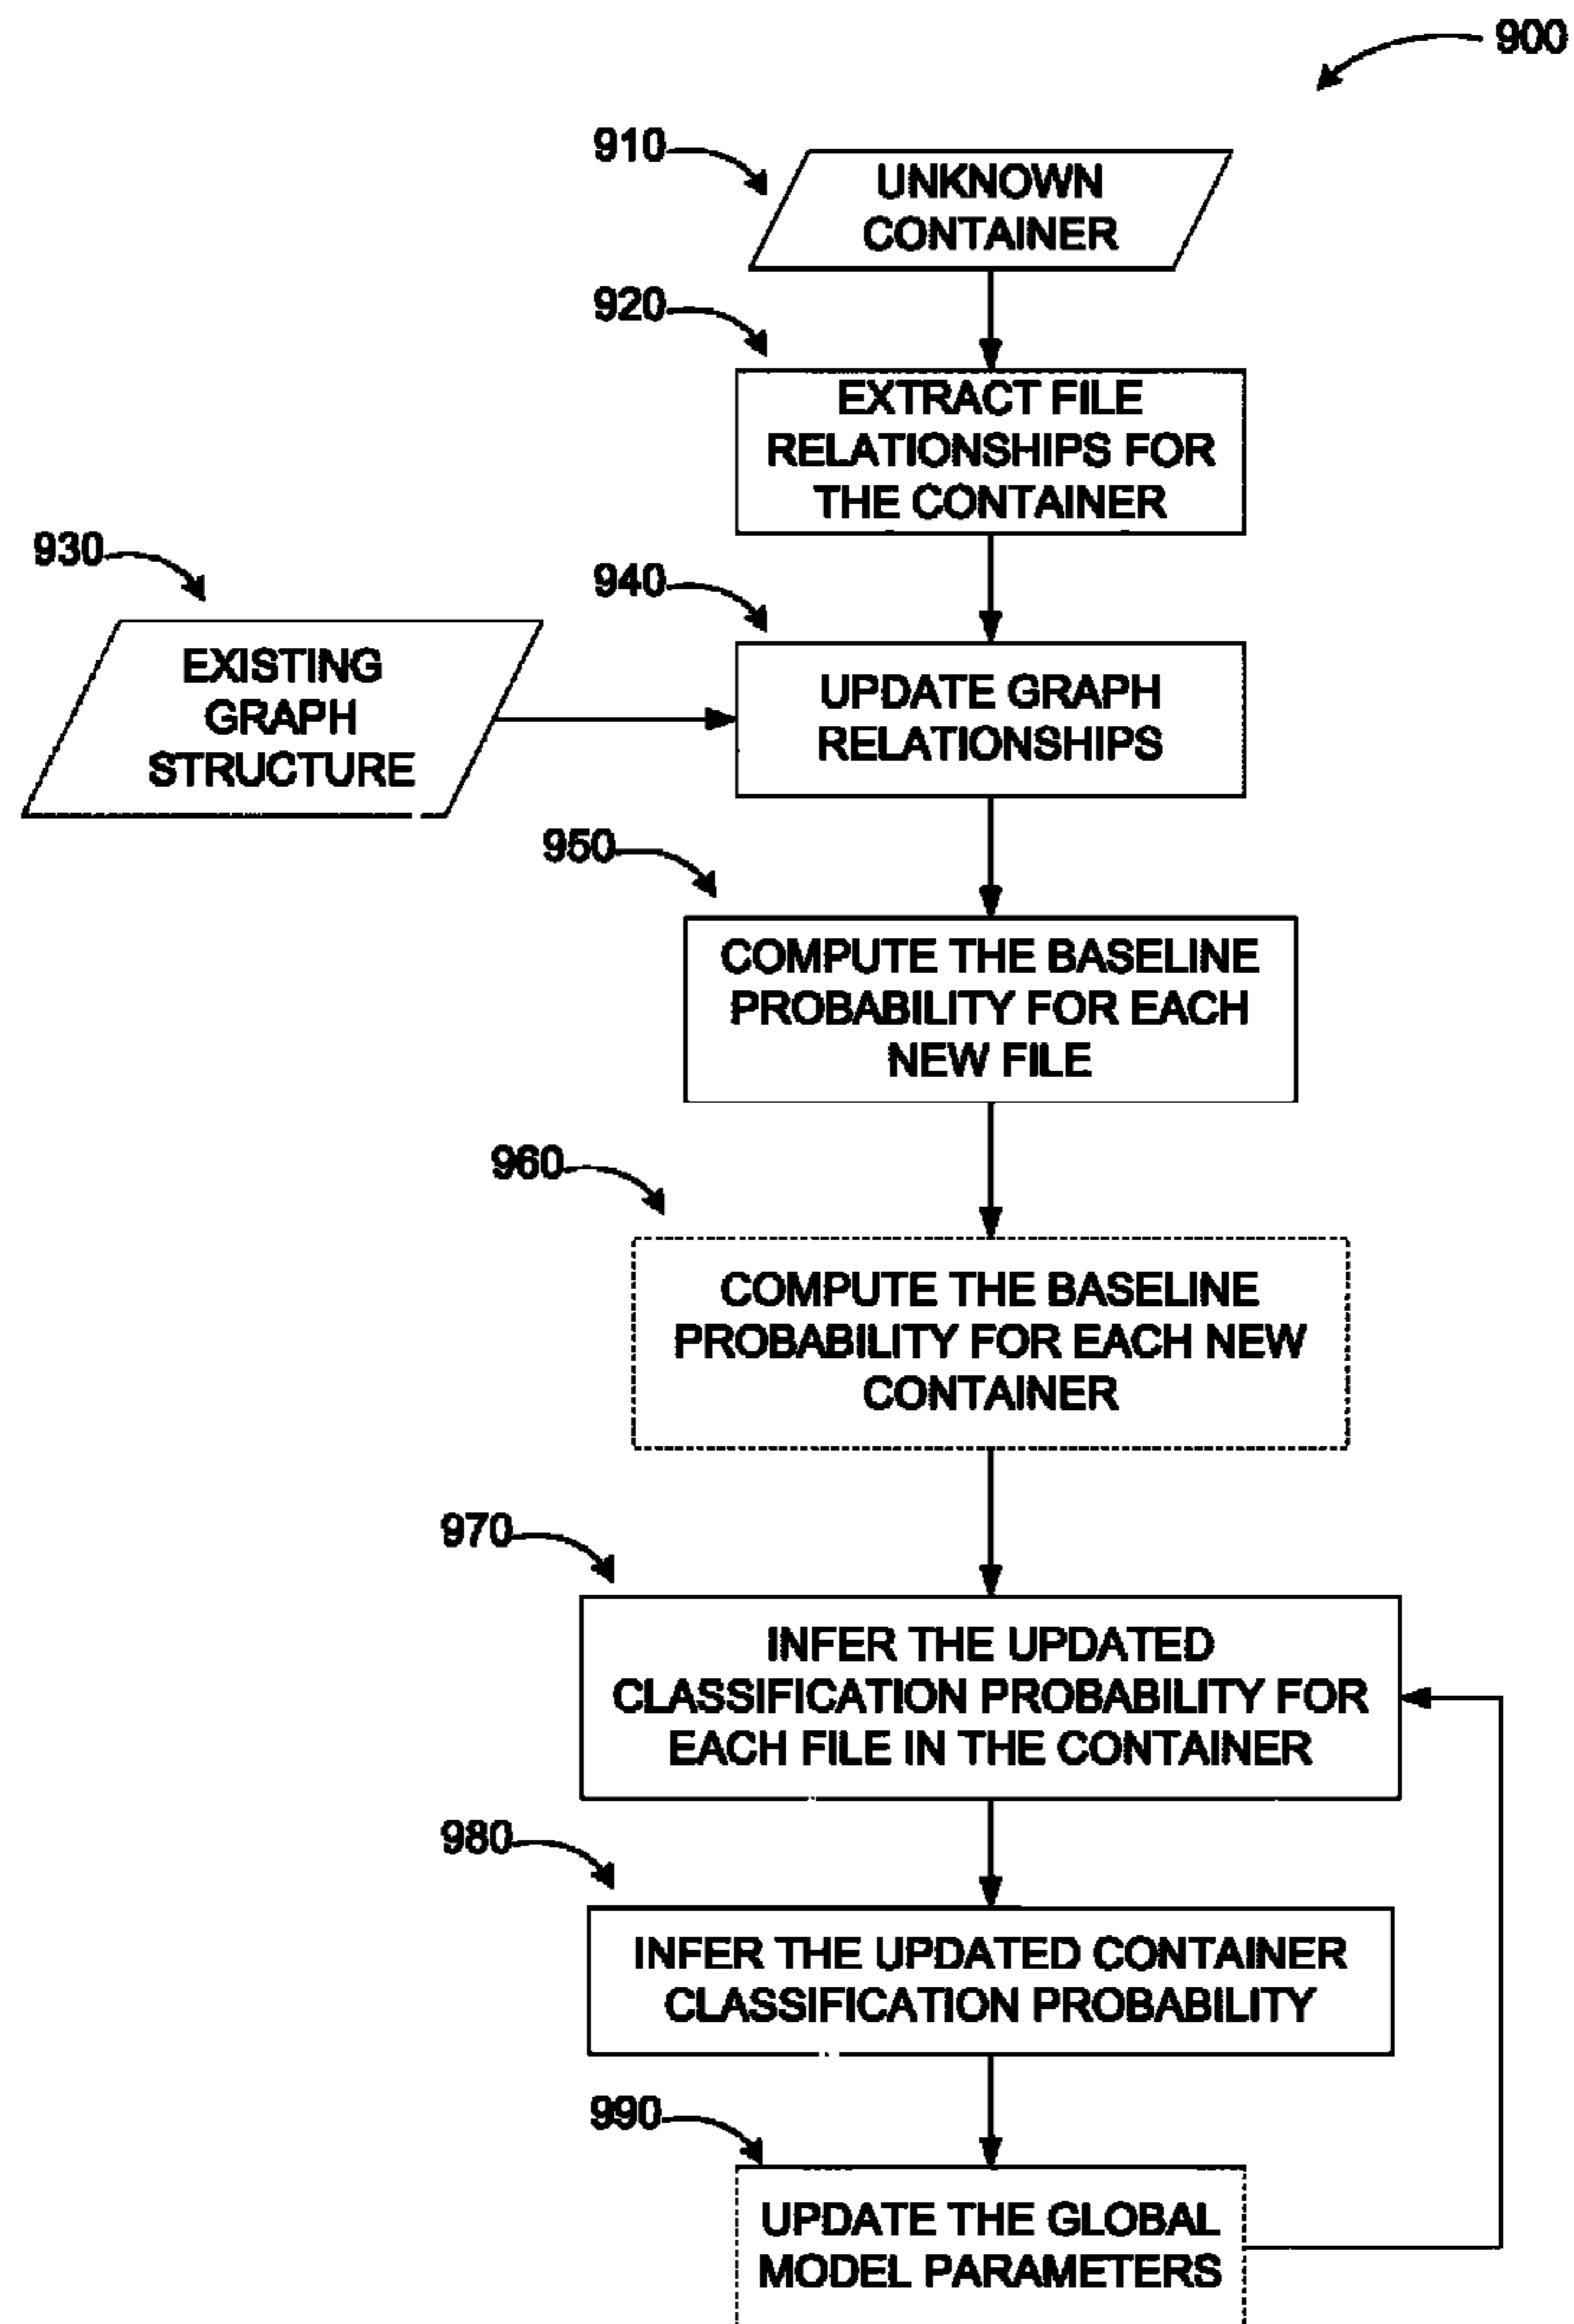 900
910
UNKNOWN
CONTAINER
920
EXTRACT FILE
RELATIONSHIPS FOR
THE CONTAINER
930
EXISTING
GRAPH
STRUCTURE
940
UPDATE GRAPH
RELATIONSHIPS
950
COMPUTE THE BASELINE
PROBABILITY FOR EACH
NEW FILE
960
COMPUTE THE BASELINE
PROBABILITY FOR EACH NEW
CONTAINER
970
INFER THE UPDATED
CLASSIFICATION PROBABILITY FOR
EACH FILE IN THE CONTAINER
980
INFER THE UPDATED CONTAINER
CLASSIFICATION PROBABILITY
990
UPDATE THE GLOBAL
MODEL PARAMETERS